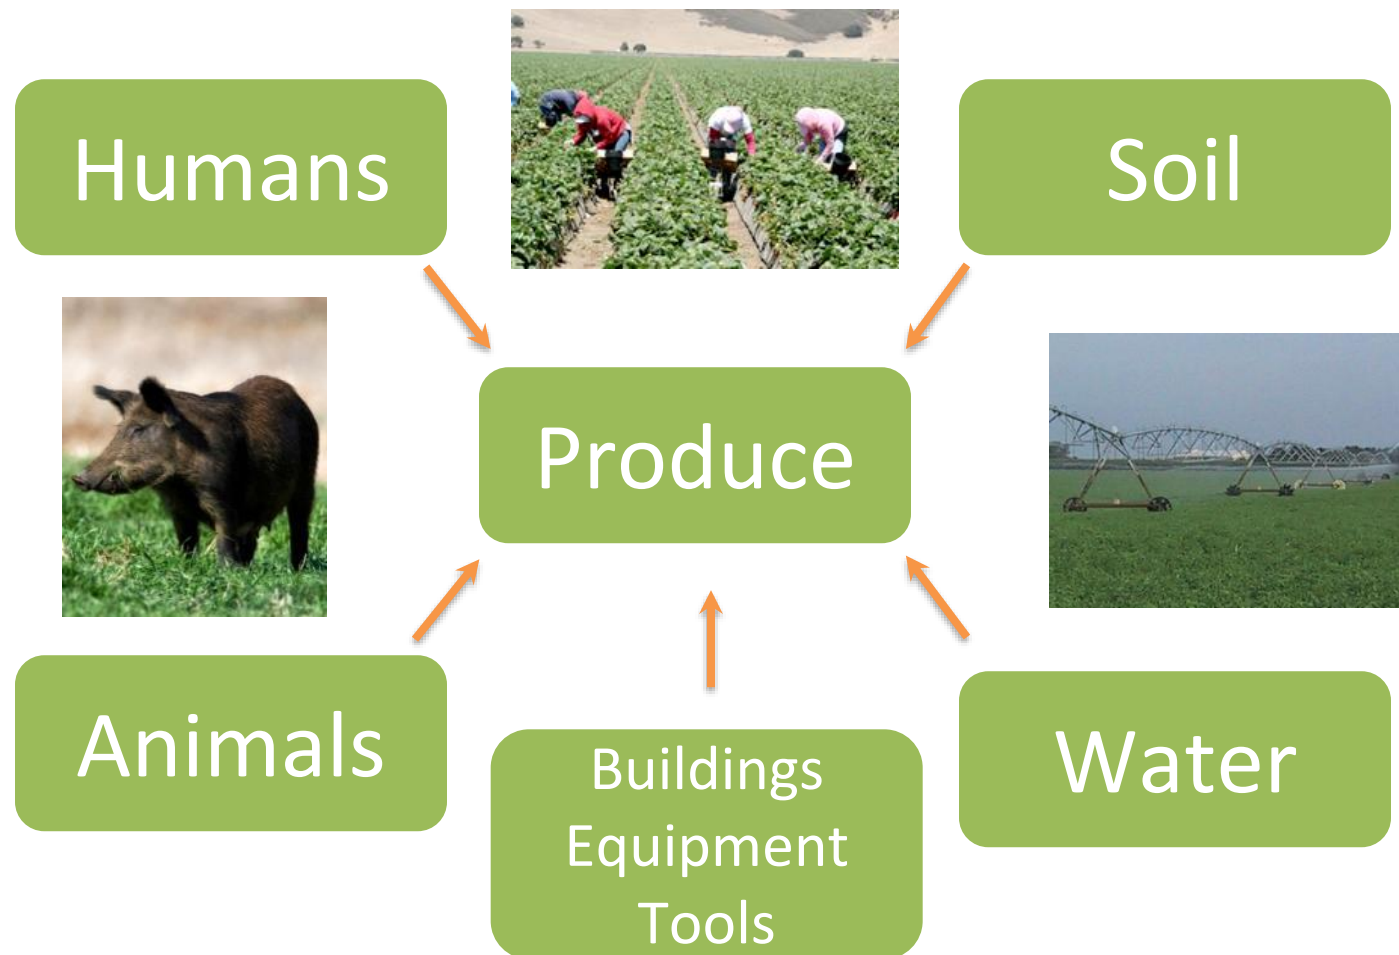 Humans
Soil
Produce
Animals
Water
Buildings
Equipment
Tools